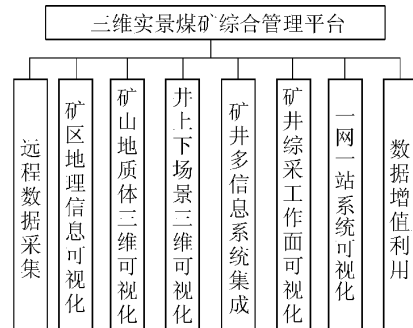 三维实景煤矿综合管理平台
远程数据采集
矿区地理信息可视化
矿山地质体三维可视化
井上下场景三维可视化
矿井多信息系统集成
矿井综采工作面可视化
一网一站系统可视化
数据增值利用